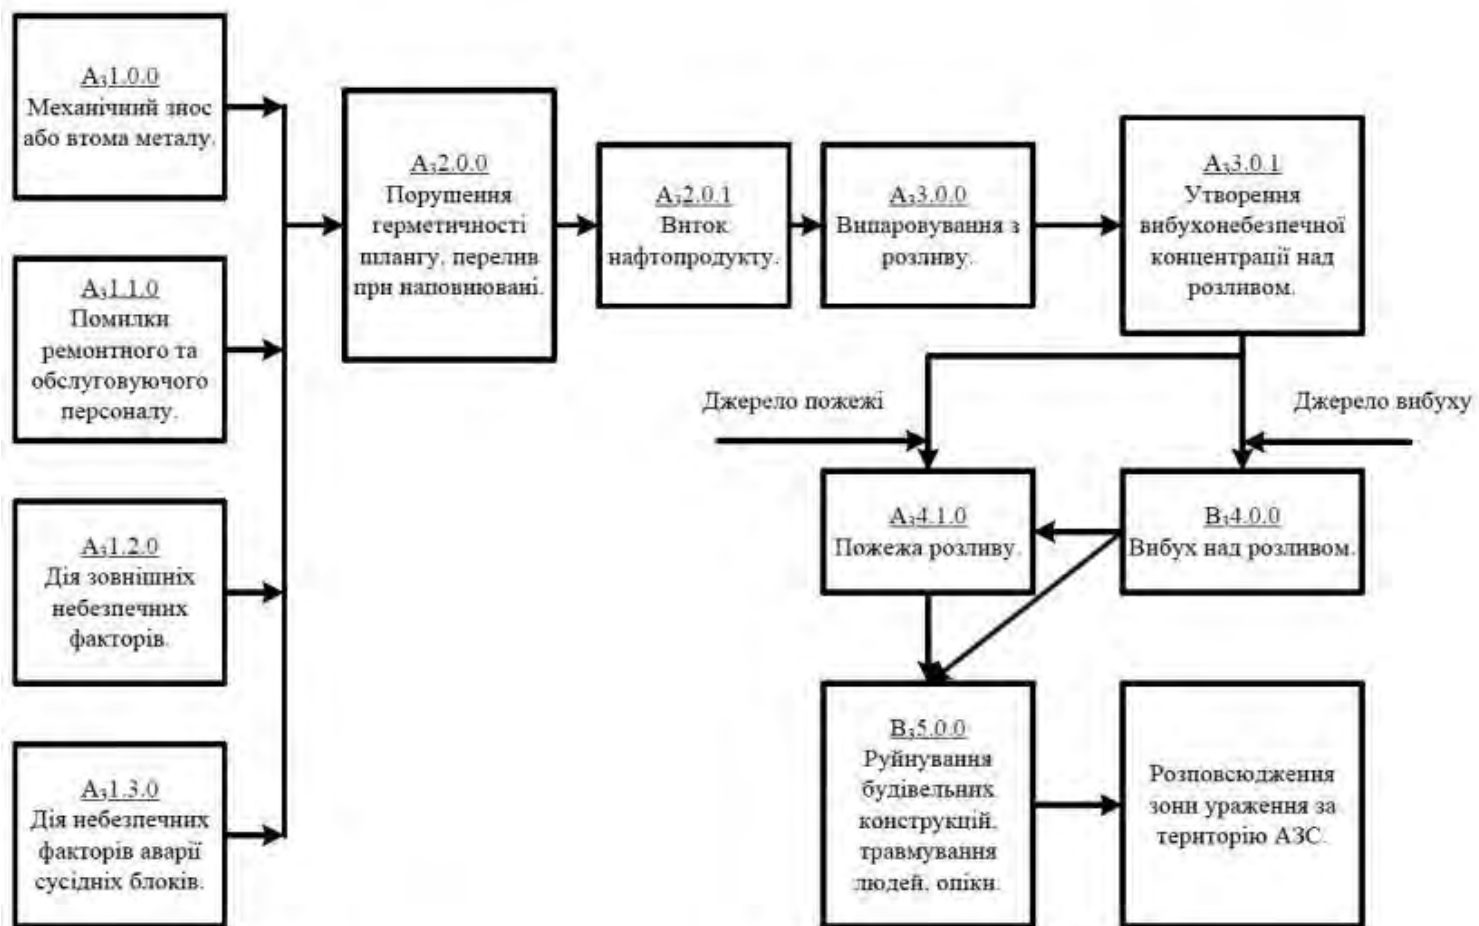 А₃1.0.0
Механічний знос
або втома металу.
А₃1.1.0
Помилки
ремонтного та
обслуговуючого
персоналу.
А₃1.2.0
Дія зовнішніх
небезпечних
факторів.
А₃1.3.0
Дія небезпечних
факторів аварії
сусідніх блоків.
А₃2.0.0
Порушення
герметичності
шлангу, перелив
при наповнювані.
А₃2.0.1
Виток
нафтопродукту.
А₃3.0.0
Випаровування з
розливу.
А₃3.0.1
Утворення
вибухонебезпечної
концентрації над
розливом.
Джерело пожежі
Джерело вибуху
А₃4.1.0
Пожежа розливу.
В₃4.0.0
Вибух над розливом.
В₃5.0.0
Руйнування
будівельних
конструкцій,
травмування
людей, опіки.
Розповсюдження
зони ураження за
територію АЗС.